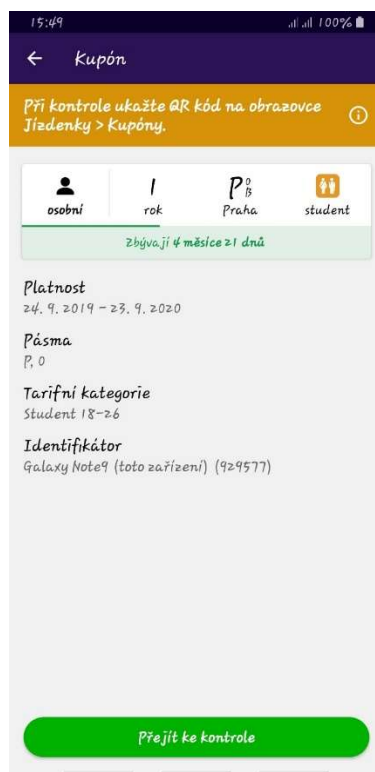 15:49 100%
Kupón
Při kontrole ukažte QR kód na obrazovce
Jízdenky > Kupóny.
osobní
1
rok
P 0 B
Praha
student
Zbývají 4 měsíce 21 dnů
Platnost
24. 9. 2019 – 23. 9. 2020
Pásma
P, 0
Tarifní kategorie
Student 18-26
Identifikátor
Galaxy Note9 (toto zařízení) (929577)
Přejít ke kontrole